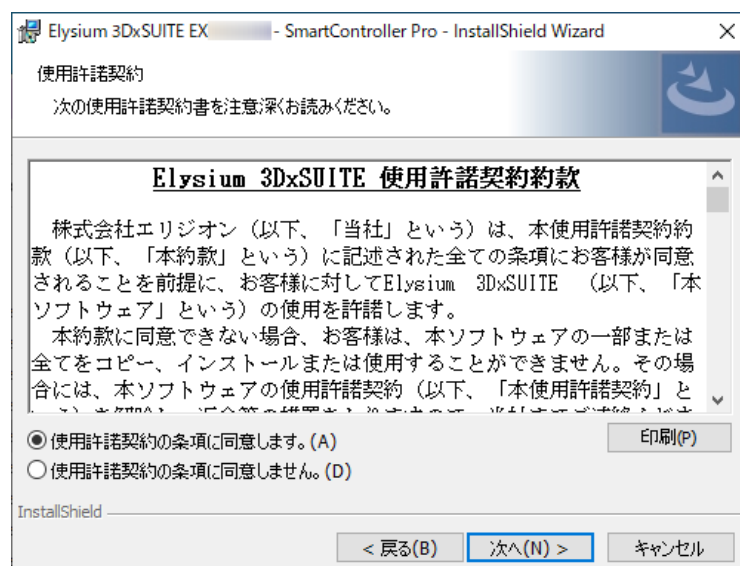 Elysium 3DxSUITE EX - SmartController Pro - InstallShield Wizard
使用許諾契約
次の使用許諾契約書を注意深くお読みください。
Elysium 3DxSUITE 使用許諾契約約款
株式会社エリジオン（以下、「当社」という）は、本使用許諾契約約
款（以下、「本約款」という）に記述された全ての条項にお客様が同意
されることを前提に、お客様に対してElysium 3DxSUITE （以下、「本
ソフトウェア」という）の使用を許諾します。
本約款に同意できない場合、お客様は、本ソフトウェアの一部または
全てをコピー、インストールまたは使用することができません。その場
合には、本ソフトウェアの使用許諾契約（以下、「本使用許諾契約」と
使用許諾契約の条項に同意します。(A)
印刷(P)
使用許諾契約の条項に同意しません。(D)
InstallShield
< 戻る(B)
次へ(N) >
キャンセル